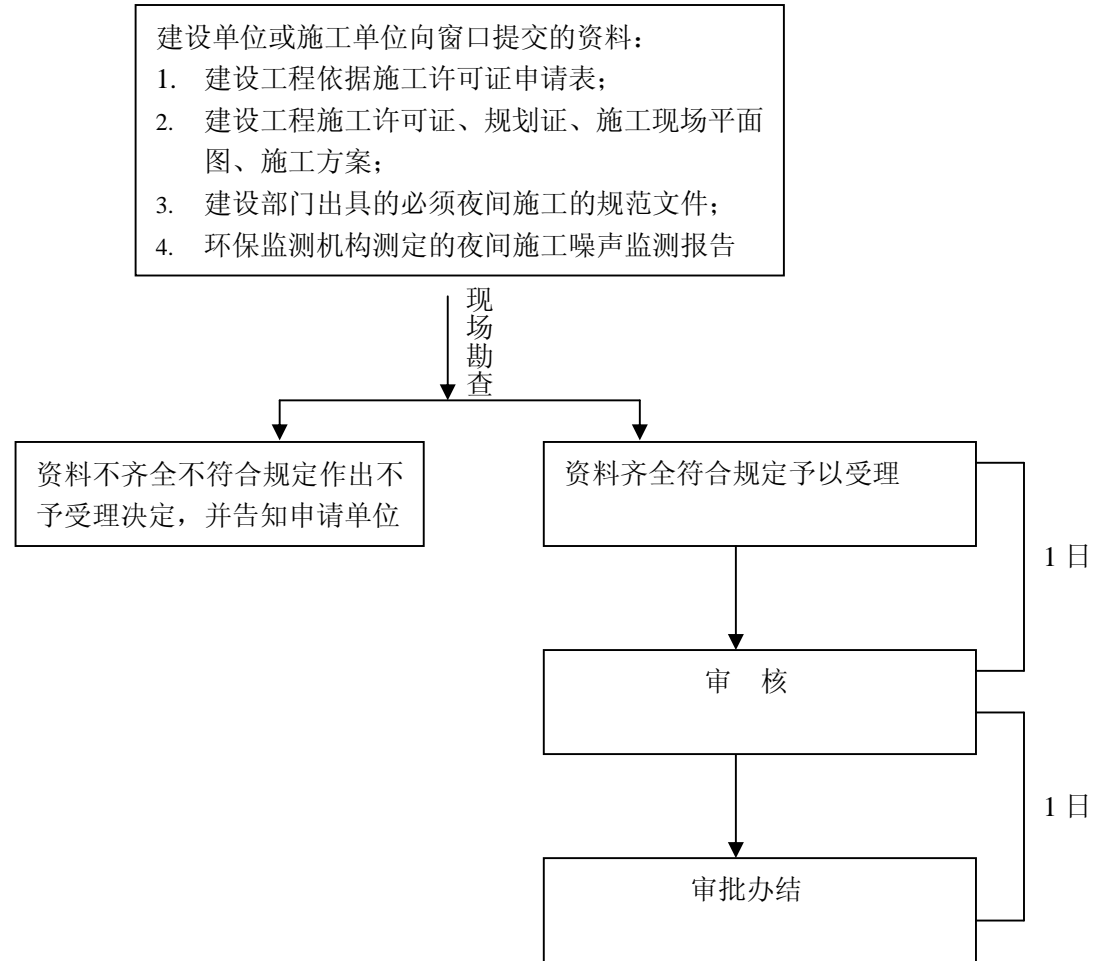 建设单位或施工单位向窗口提交的资料：
1. 建设工程依据施工许可证申请表；
2. 建设工程施工许可证、规划证、施工现场平面
图、施工方案；
3. 建设部门出具的必须夜间施工的规范文件；
4. 环保监测机构测定的夜间施工噪声监测报告
现场勘查
资料不齐全不符合规定作出不
予受理决定，并告知申请单位
资料齐全符合规定予以受理
1 日
审 核
1 日
审批办结